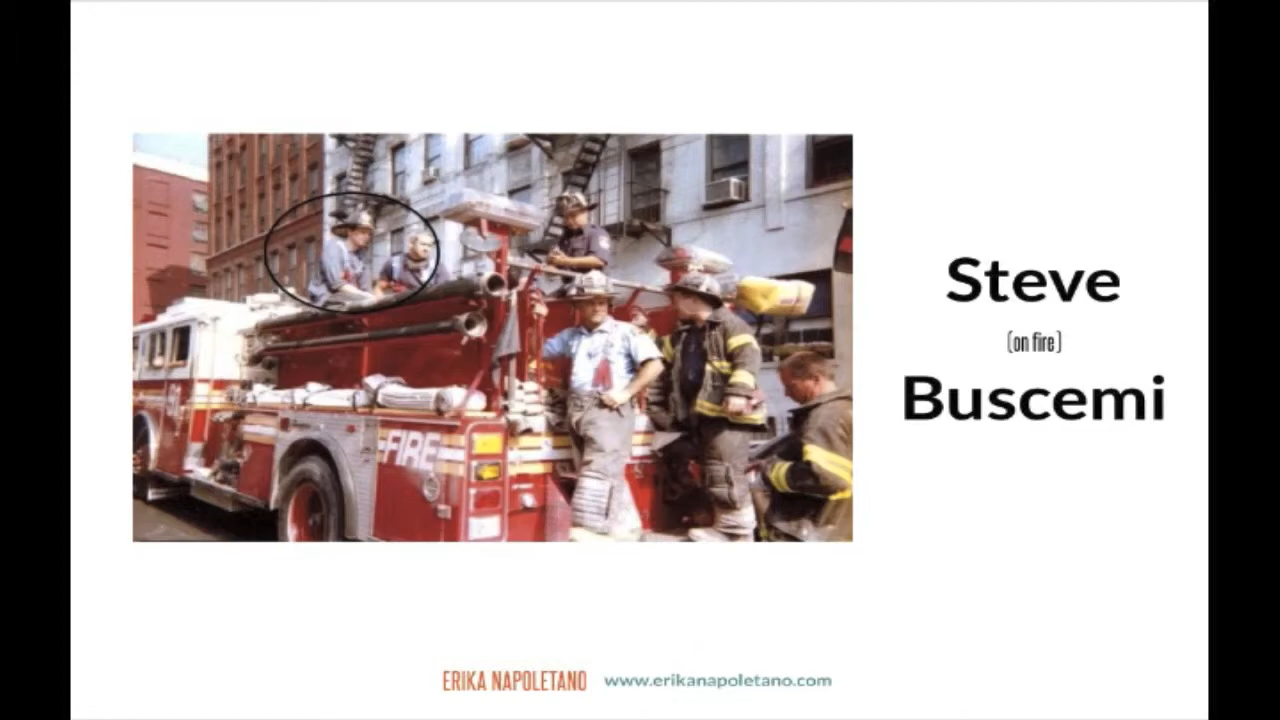 Steve
(on fire)
Buscemi
FIRE
ERIKA NAPOLETANO www.erikanapoletano.com